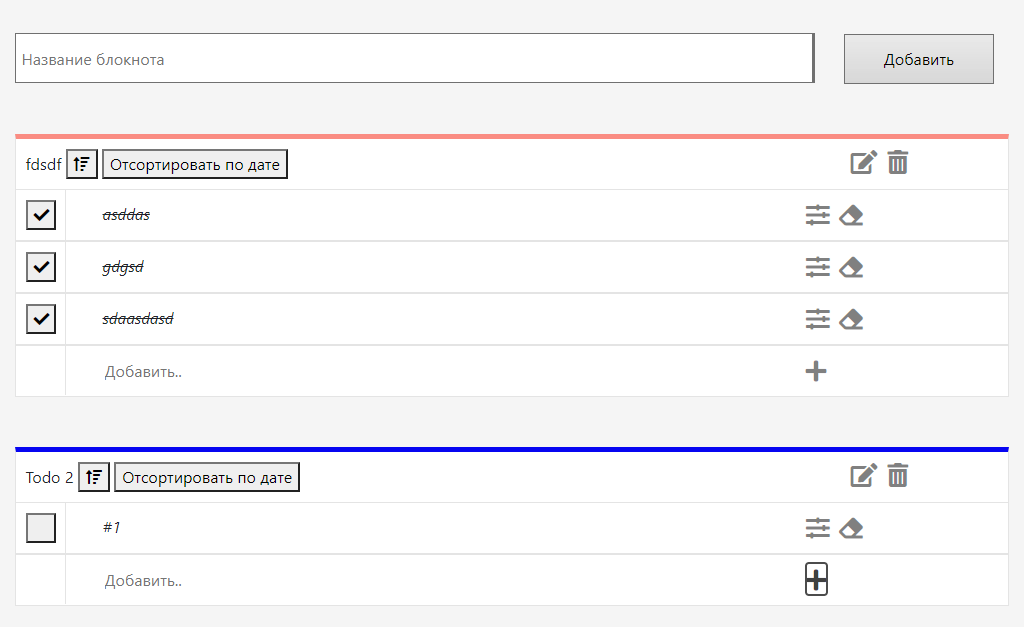 Название блокнота
Добавить
fdsdf Отсортировать по дате
asddas
gdgsd
sdaasdasd
Добавить..
Todo 2 Отсортировать по дате
#1
Добавить..